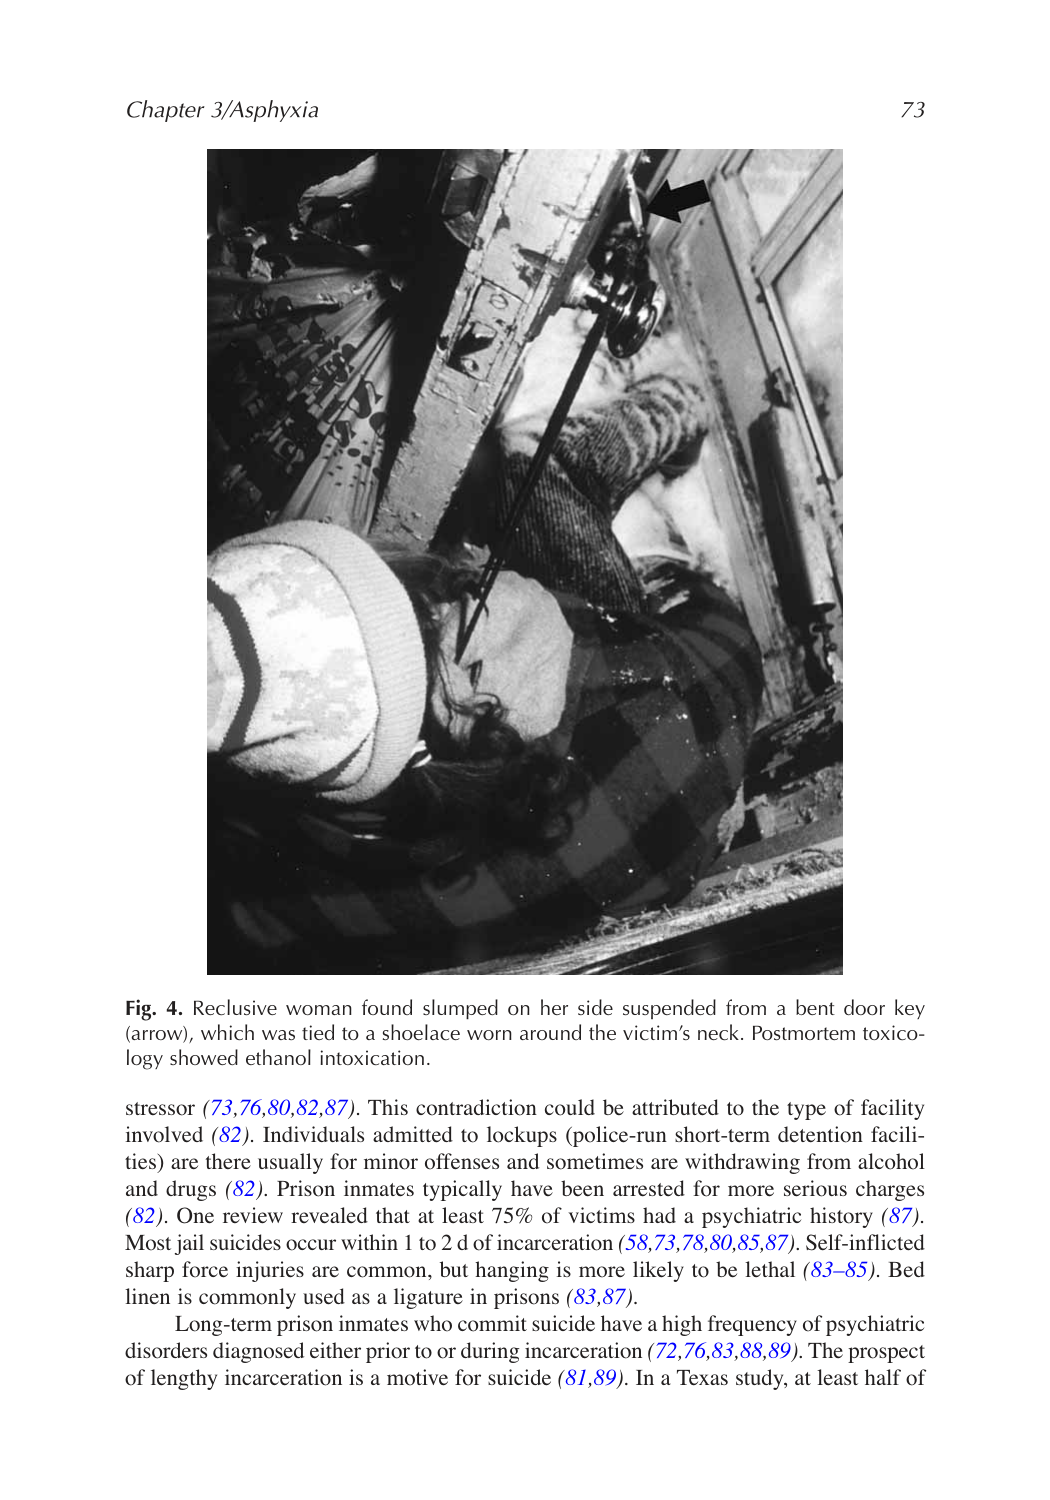 Chapter 3/Asphyxia 73
Fig. 4. Reclusive woman found slumped on her side suspended from a bent door key
(arrow), which was tied to a shoelace worn around the victim's neck. Postmortem toxico-
logy showed ethanol intoxication.
stressor (73,76,80,82,87). This contradiction could be attributed to the type of facility
involved (82). Individuals admitted to lockups (police-run short-term detention facili-
ties) are there usually for minor offenses and sometimes are withdrawing from alcohol
and drugs (82). Prison inmates typically have been arrested for more serious charges
(82). One review revealed that at least 75% of victims had a psychiatric history (87).
Most jail suicides occur within 1 to 2 d of incarceration (58,73,78,80,85,87). Self-inflicted
sharp force injuries are common, but hanging is more likely to be lethal (83–85). Bed
linen is commonly used as a ligature in prisons (83,87).
Long-term prison inmates who commit suicide have a high frequency of psychiatric
disorders diagnosed either prior to or during incarceration (72,76,83,88,89). The prospect
of lengthy incarceration is a motive for suicide (81,89). In a Texas study, at least half of